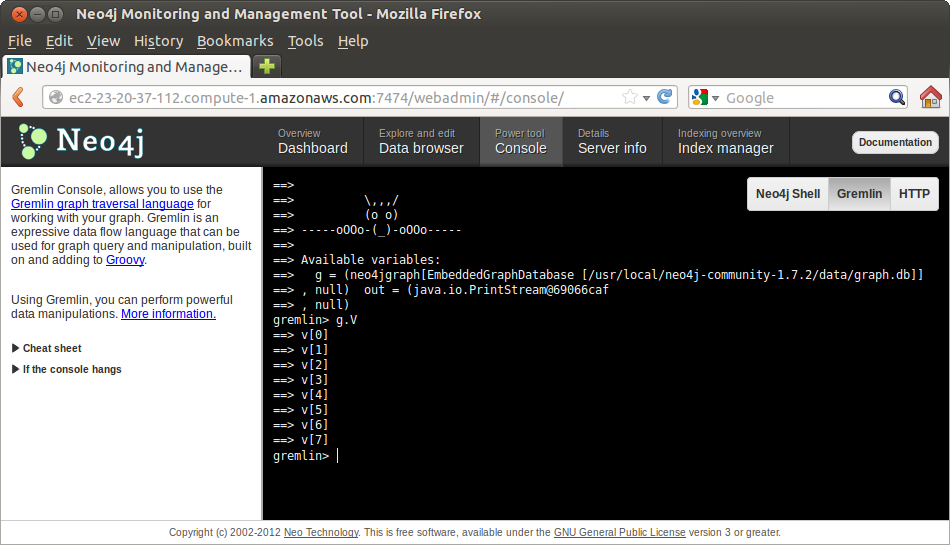 Neo4j Monitoring and Management Tool - Mozilla Firefox
File Edit View History Bookmarks Tools Help
Neo4j Monitoring and Manage...
ec2-23-20-37-112.compute-1.amazonaws.com:7474/webadmin/#/console/
Google
Neo4j
Overview
Dashboard
Explore and edit
Data browser
Power tool
Console
Details
Server info
Indexing overview
Index manager
Documentation
Gremlin Console, allows you to use the
Gremlin graph traversal language for
working with your graph. Gremlin is an
expressive data flow language that can be
used for graph query and manipulation, built
on and adding to Groovy.
Using Gremlin, you can perform powerful
data manipulations. More information.
Cheat sheet
If the console hangs
Neo4j Shell Gremlin HTTP
==>
==>          \,,,/
==>          (o o)
==> -----oOOo-(_)-oOOo-----
==>
==> Available variables:
==>   g = (neo4jgraph[EmbeddedGraphDatabase [/usr/local/neo4j-community-1.7.2/data/graph.db]]
==> , null)  out = (java.io.PrintStream@69066caf
==> , null)
gremlin> g.V
==> v[0]
==> v[1]
==> v[2]
==> v[3]
==> v[4]
==> v[5]
==> v[6]
==> v[7]
gremlin>
Copyright (c) 2002-2012 Neo Technology. This is free software, available under the GNU General Public License version 3 or greater.